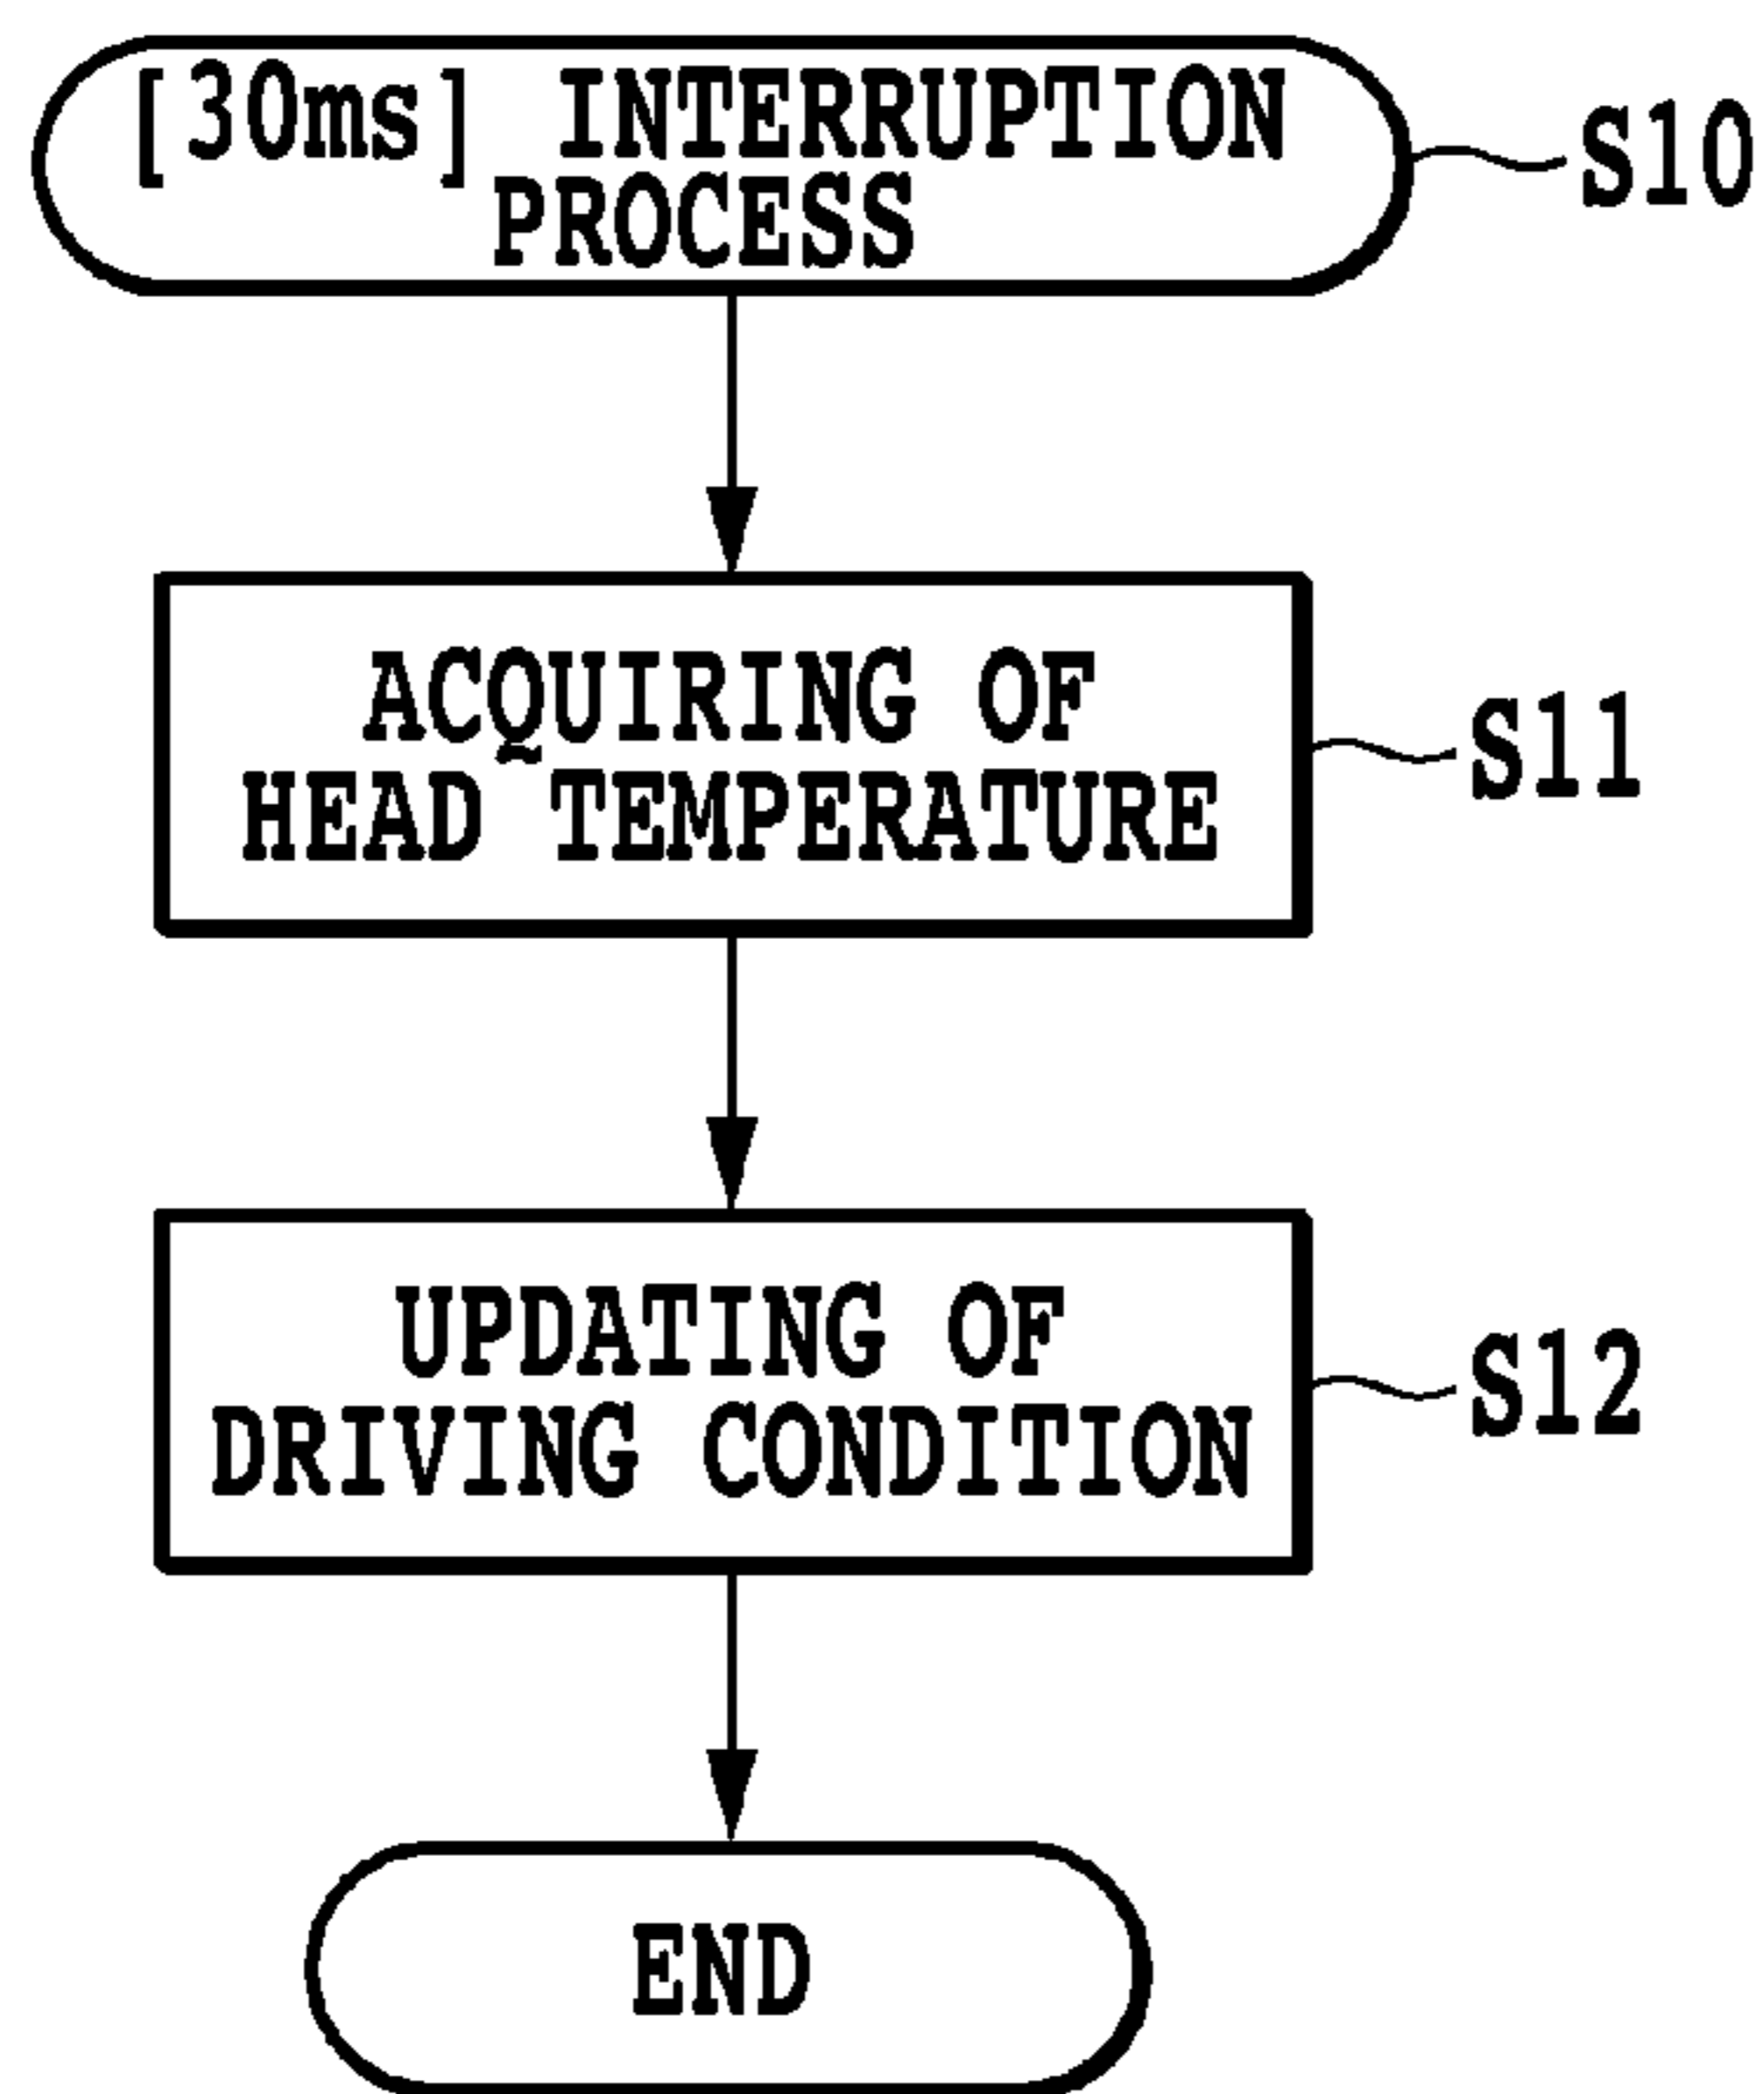 [30ms] INTERRUPTION
PROCESS
S10
ACQUIRING OF
HEAD TEMPERATURE
S11
UPDATING OF
DRIVING CONDITION
S12
END